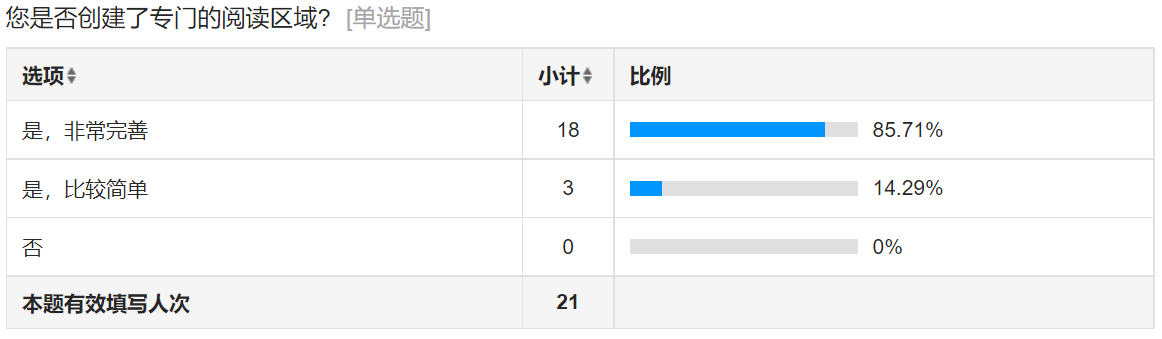 您是否创建了专门的阅读区域？ [单选题]
选项 小计 比例
是，非常完善 18 85.71%
是，比较简单 3 14.29%
否 0 0%
本题有效填写人次 21